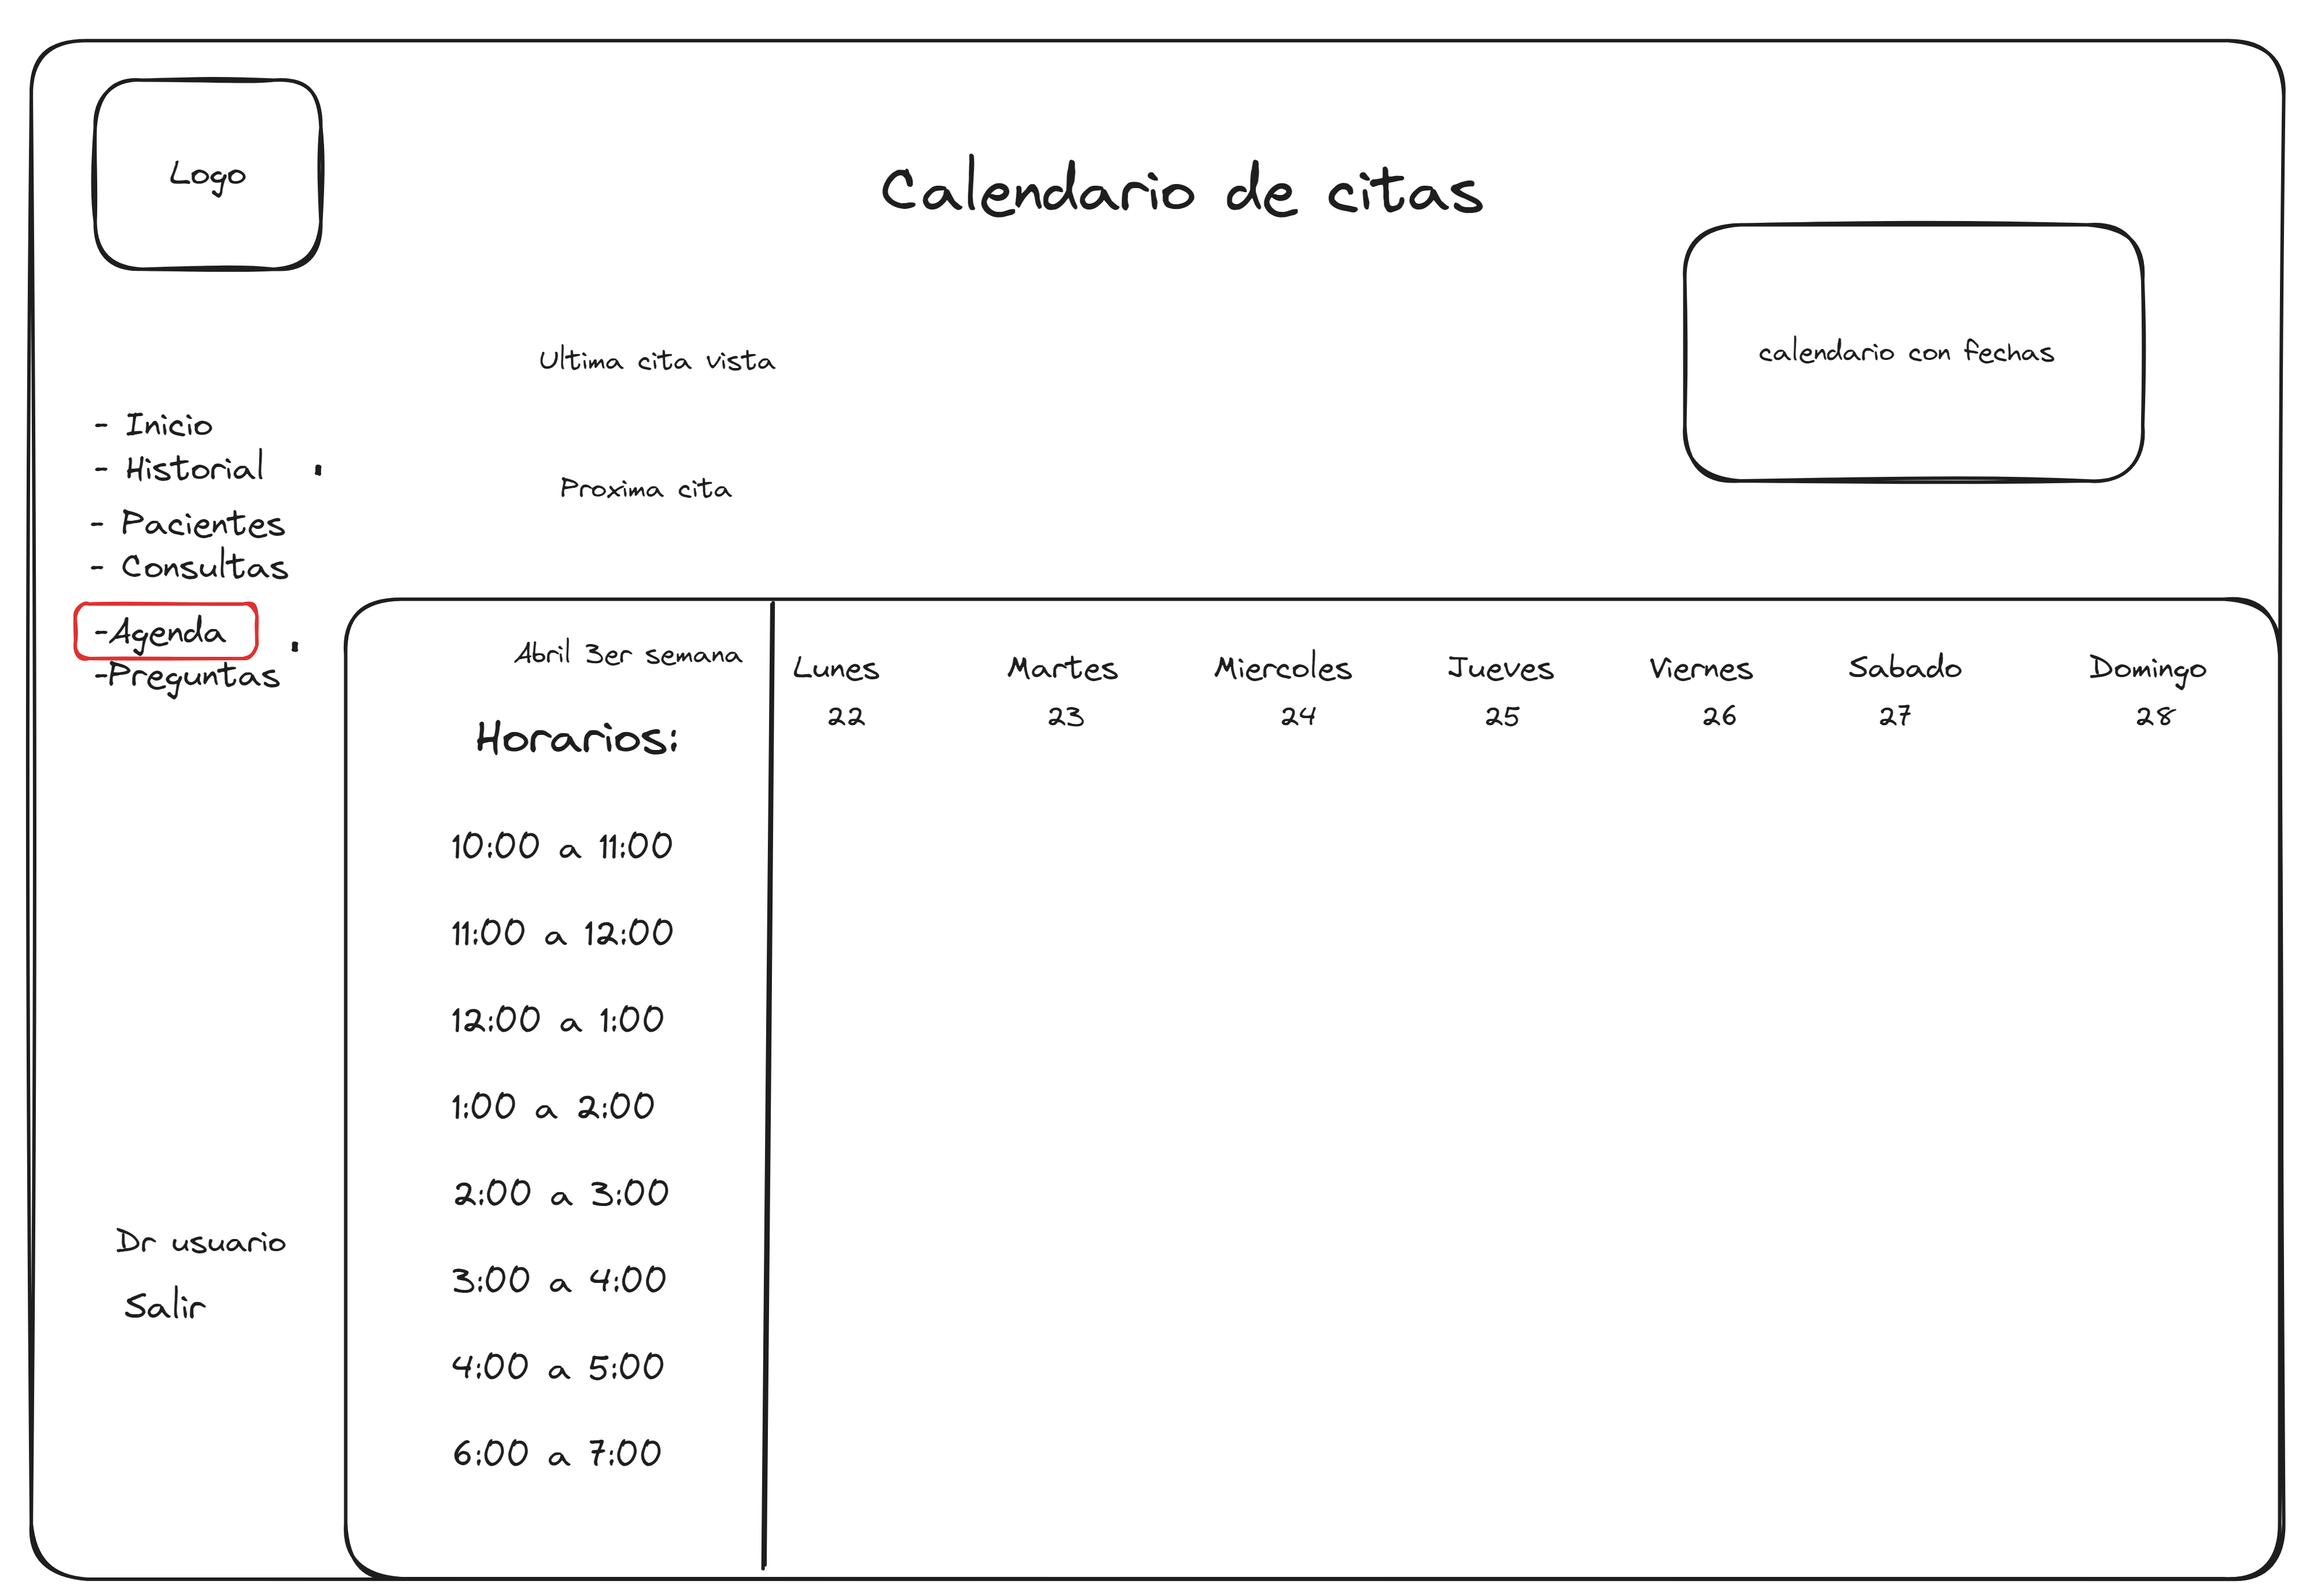 Logo
Calendario de citas
calendario con fechas
Ultima cita vista
Proxima cita
- Inicio
- Historial
- Pacientes
- Consultas
-Agenda
-Preguntas
Abril 3er semana
Lunes Martes Miercoles Jueves Viernes Sabado Domingo
22 23 24 25 26 27 28
Horarios:
10:00 a 11:00
11:00 a 12:00
12:00 a 1:00
1:00 a 2:00
2:00 a 3:00
3:00 a 4:00
4:00 a 5:00
6:00 a 7:00
Dr usuario
Salir